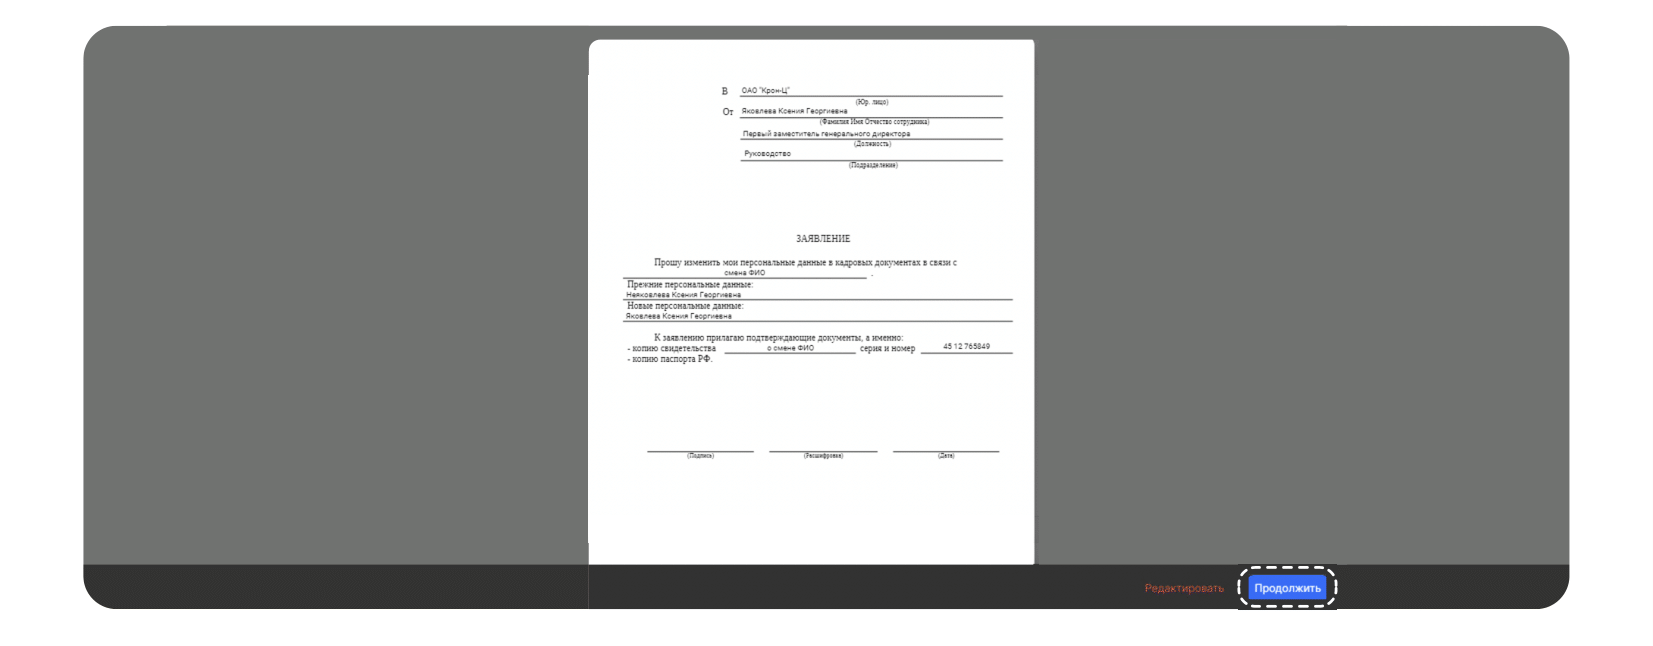 В ОАО "Крон-Ц"
(Юр. лицо)
От Яковлева Ксения Георгиевна
(Фамилия Имя Отчество сотрудника)
Первый заместитель генерального директора
(Должность)
Руководство
(Подразделение)
ЗАЯВЛЕНИЕ
Прошу изменить мои персональные данные в кадровых документах в связи с
смена ФИО .
Прежние персональные данные:
Неяковлева Ксения Георгиевна
Новые персональные данные:
Яковлева Ксения Георгиевна
К заявлению прилагаю подтверждающие документы, а именно:
- копию свидетельства о смене ФИО серия и номер 45 12 765849
- копию паспорта РФ.
(Подпись) (Расшифровка) (Дата)
Редактировать Продолжить